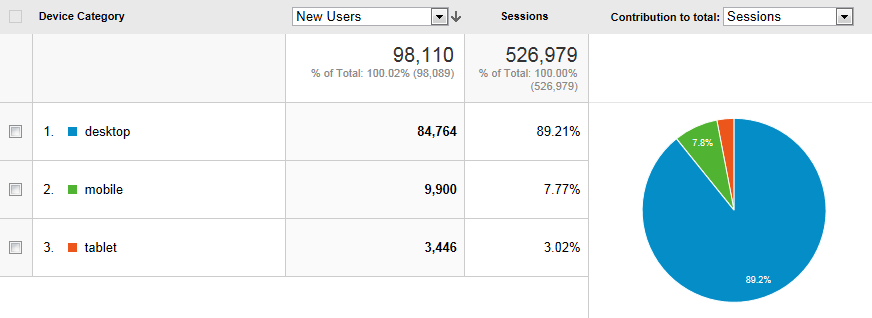 Device Category New Users Sessions Contribution to total: Sessions
98,110 526,979
% of Total: 100.02% (98,089) % of Total: 100.00%
(526,979)
1. desktop 84,764 89.21%
2. mobile 9,900 7.77%
3. tablet 3,446 3.02%
7.8%
89.2%